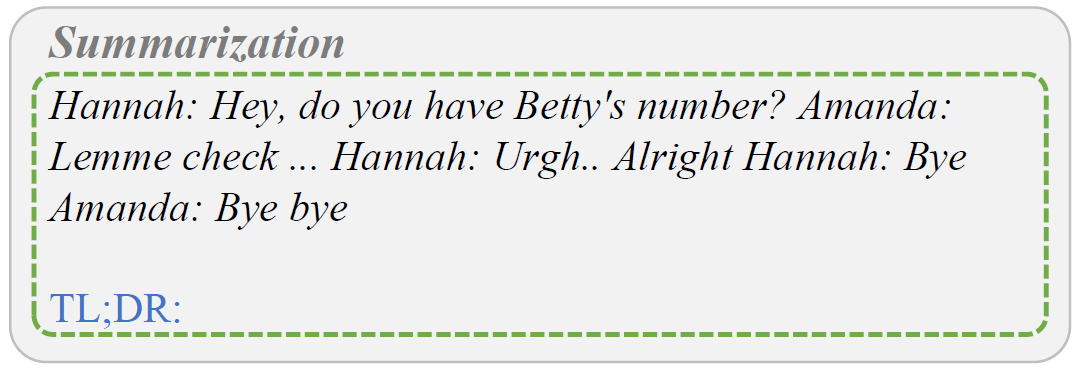 Summarization
Hannah: Hey, do you have Betty's number? Amanda:
Lemme check ... Hannah: Urgh.. Alright Hannah: Bye
Amanda: Bye bye
TL;DR: